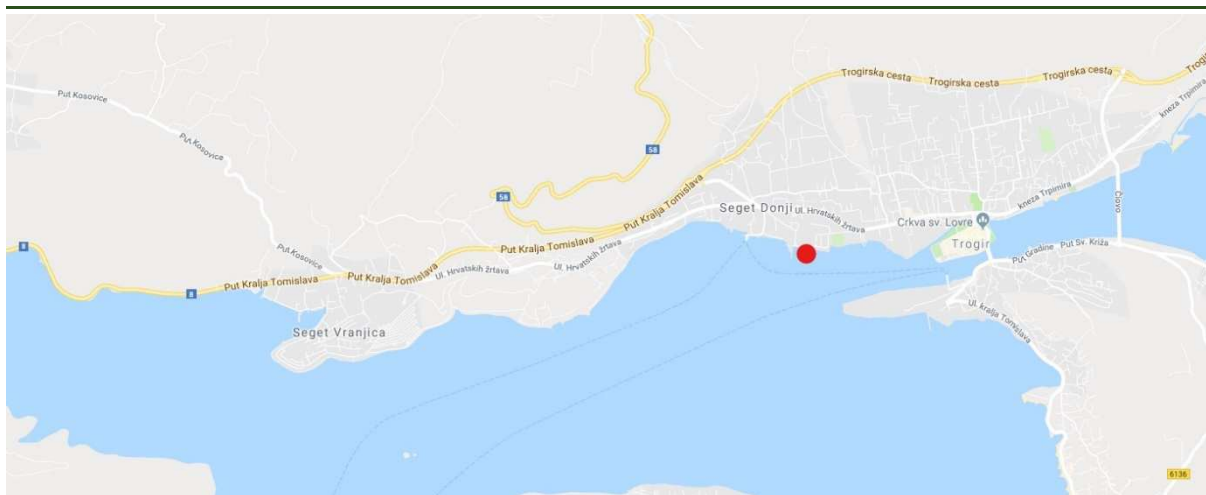 Trogirska cesta
Trogirska cesta
Trogirska cesta
Put Kosovice
kneza Trpimira
Put Kosovice
58
58
Put Kralja Tomislava
Seget Donji
Ul. Hrvatskih žrtava
kneza Trpimira
Čiovo
Crkva sv. Lovre
Trogir
Put Gradine
Put Sv. Križa
8
Put Kosovica
Put Kralja Tomislava
Ul. Hrvatskih žrtava
Put Kralja Tomislava
Ul. Hrvatskih žrtava
Put Kralja Tomislava
8
Seget Vranjica
Ul. kralja Tomislava
6136